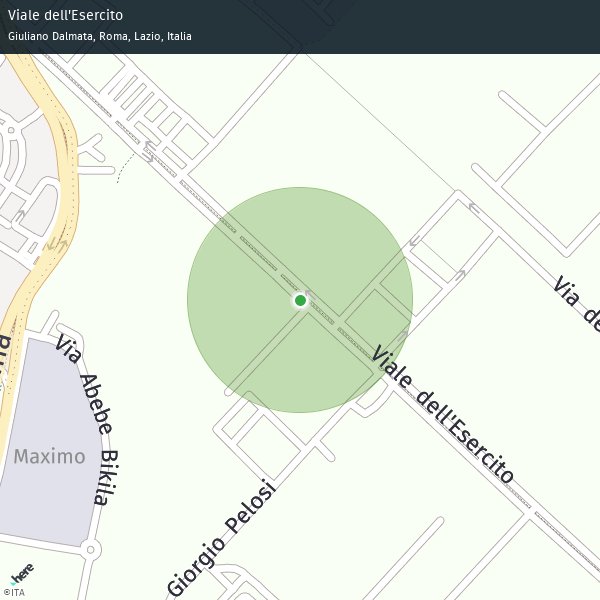 Viale dell'Esercito
Giuliano Dalmata, Roma, Lazio, Italia
Via de
Via Abebe Bikila
Viale dell'Esercito
Maximo
Giorgio Pelosi
here
©ITA